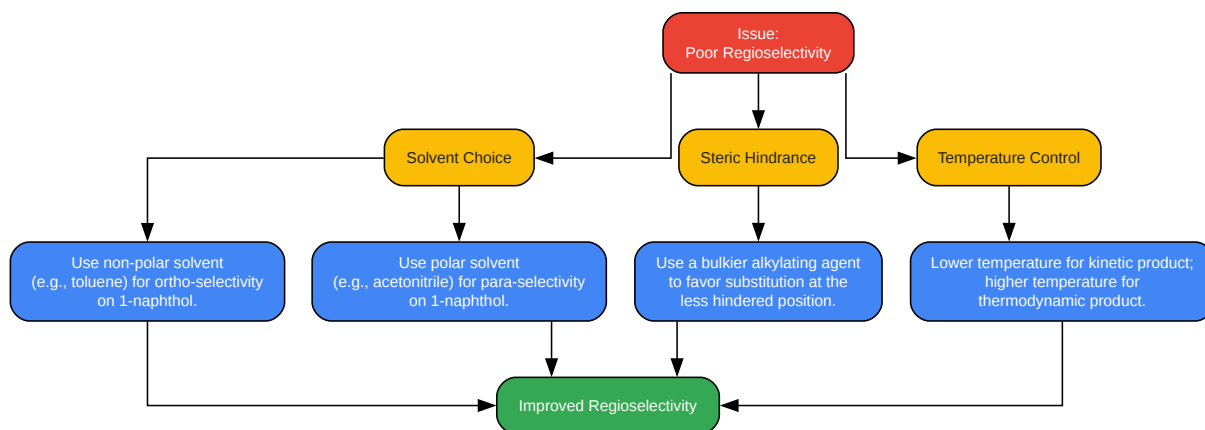 Issue:
Poor Regioselectivity
Solvent Choice
Steric Hindrance
Temperature Control
Use non-polar solvent
(e.g., toluene) for ortho-selectivity
on 1-naphthol.
Use polar solvent
(e.g., acetonitrile) for para-selectivity
on 1-naphthol.
Use a bulkier alkylating agent
to favor substitution at the
less hindered position.
Lower temperature for kinetic product;
higher temperature for
thermodynamic product.
Improved Regioselectivity